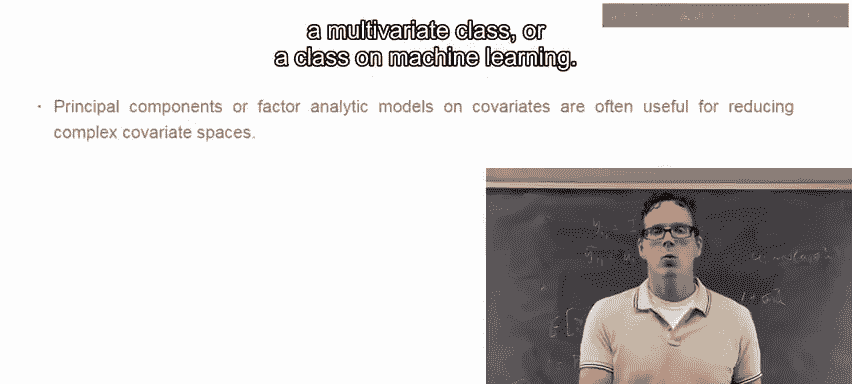 a multivariate class, or
a class on machine learning.
· Principal components or factor analytic models on covariates are often useful for reducing
complex covariate spaces.